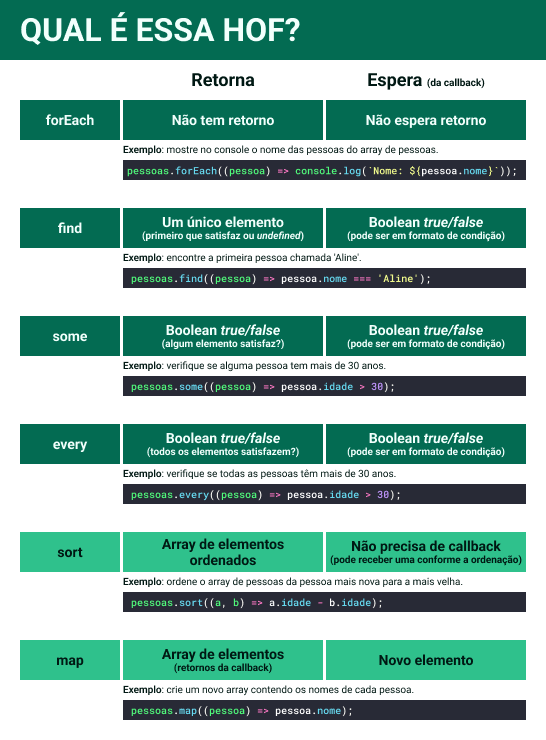 QUAL É ESSA HOF?
Retorna
Espera (da callback)
forEach
Não tem retorno
Não espera retorno
Exemplo: mostre no console o nome das pessoas do array de pessoas.
pessoas.forEach((pessoa) => console.log(`Nome: ${pessoa.nome}`));
find
Um único elemento
(primeiro que satisfaz ou undefined)
Boolean true/false
(pode ser em formato de condição)
Exemplo: encontre a primeira pessoa chamada 'Aline'.
pessoas.find((pessoa) => pessoa.nome === 'Aline');
some
Boolean true/false
(algum elemento satisfaz?)
Boolean true/false
(pode ser em formato de condição)
Exemplo: verifique se alguma pessoa tem mais de 30 anos.
pessoas.some((pessoa) => pessoa.idade > 30);
every
Boolean true/false
(todos os elementos satisfazem?)
Boolean true/false
(pode ser em formato de condição)
Exemplo: verifique se todas as pessoas têm mais de 30 anos.
pessoas.every((pessoa) => pessoa.idade > 30);
sort
Array de elementos
ordenados
Não precisa de callback
(pode receber uma conforme a ordenação)
Exemplo: ordene o array de pessoas da pessoa mais nova para a mais velha.
pessoas.sort((a, b) => a.idade - b.idade);
map
Array de elementos
(retornos da callback)
Novo elemento
Exemplo: crie um novo array contendo os nomes de cada pessoa.
pessoas.map((pessoa) => pessoa.nome);